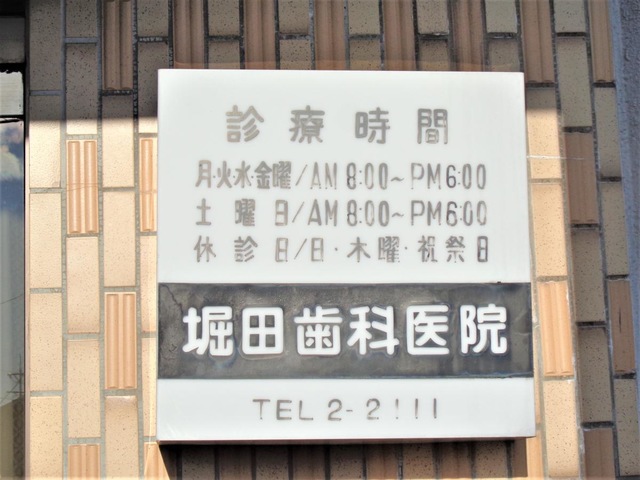 診療時間
月・火・水・金曜/AM 8:00~PM6:00
土曜日/AM 8:00~PM6:00
休診日/日・木曜・祝祭日
堀田歯科医院
TEL 2-2111